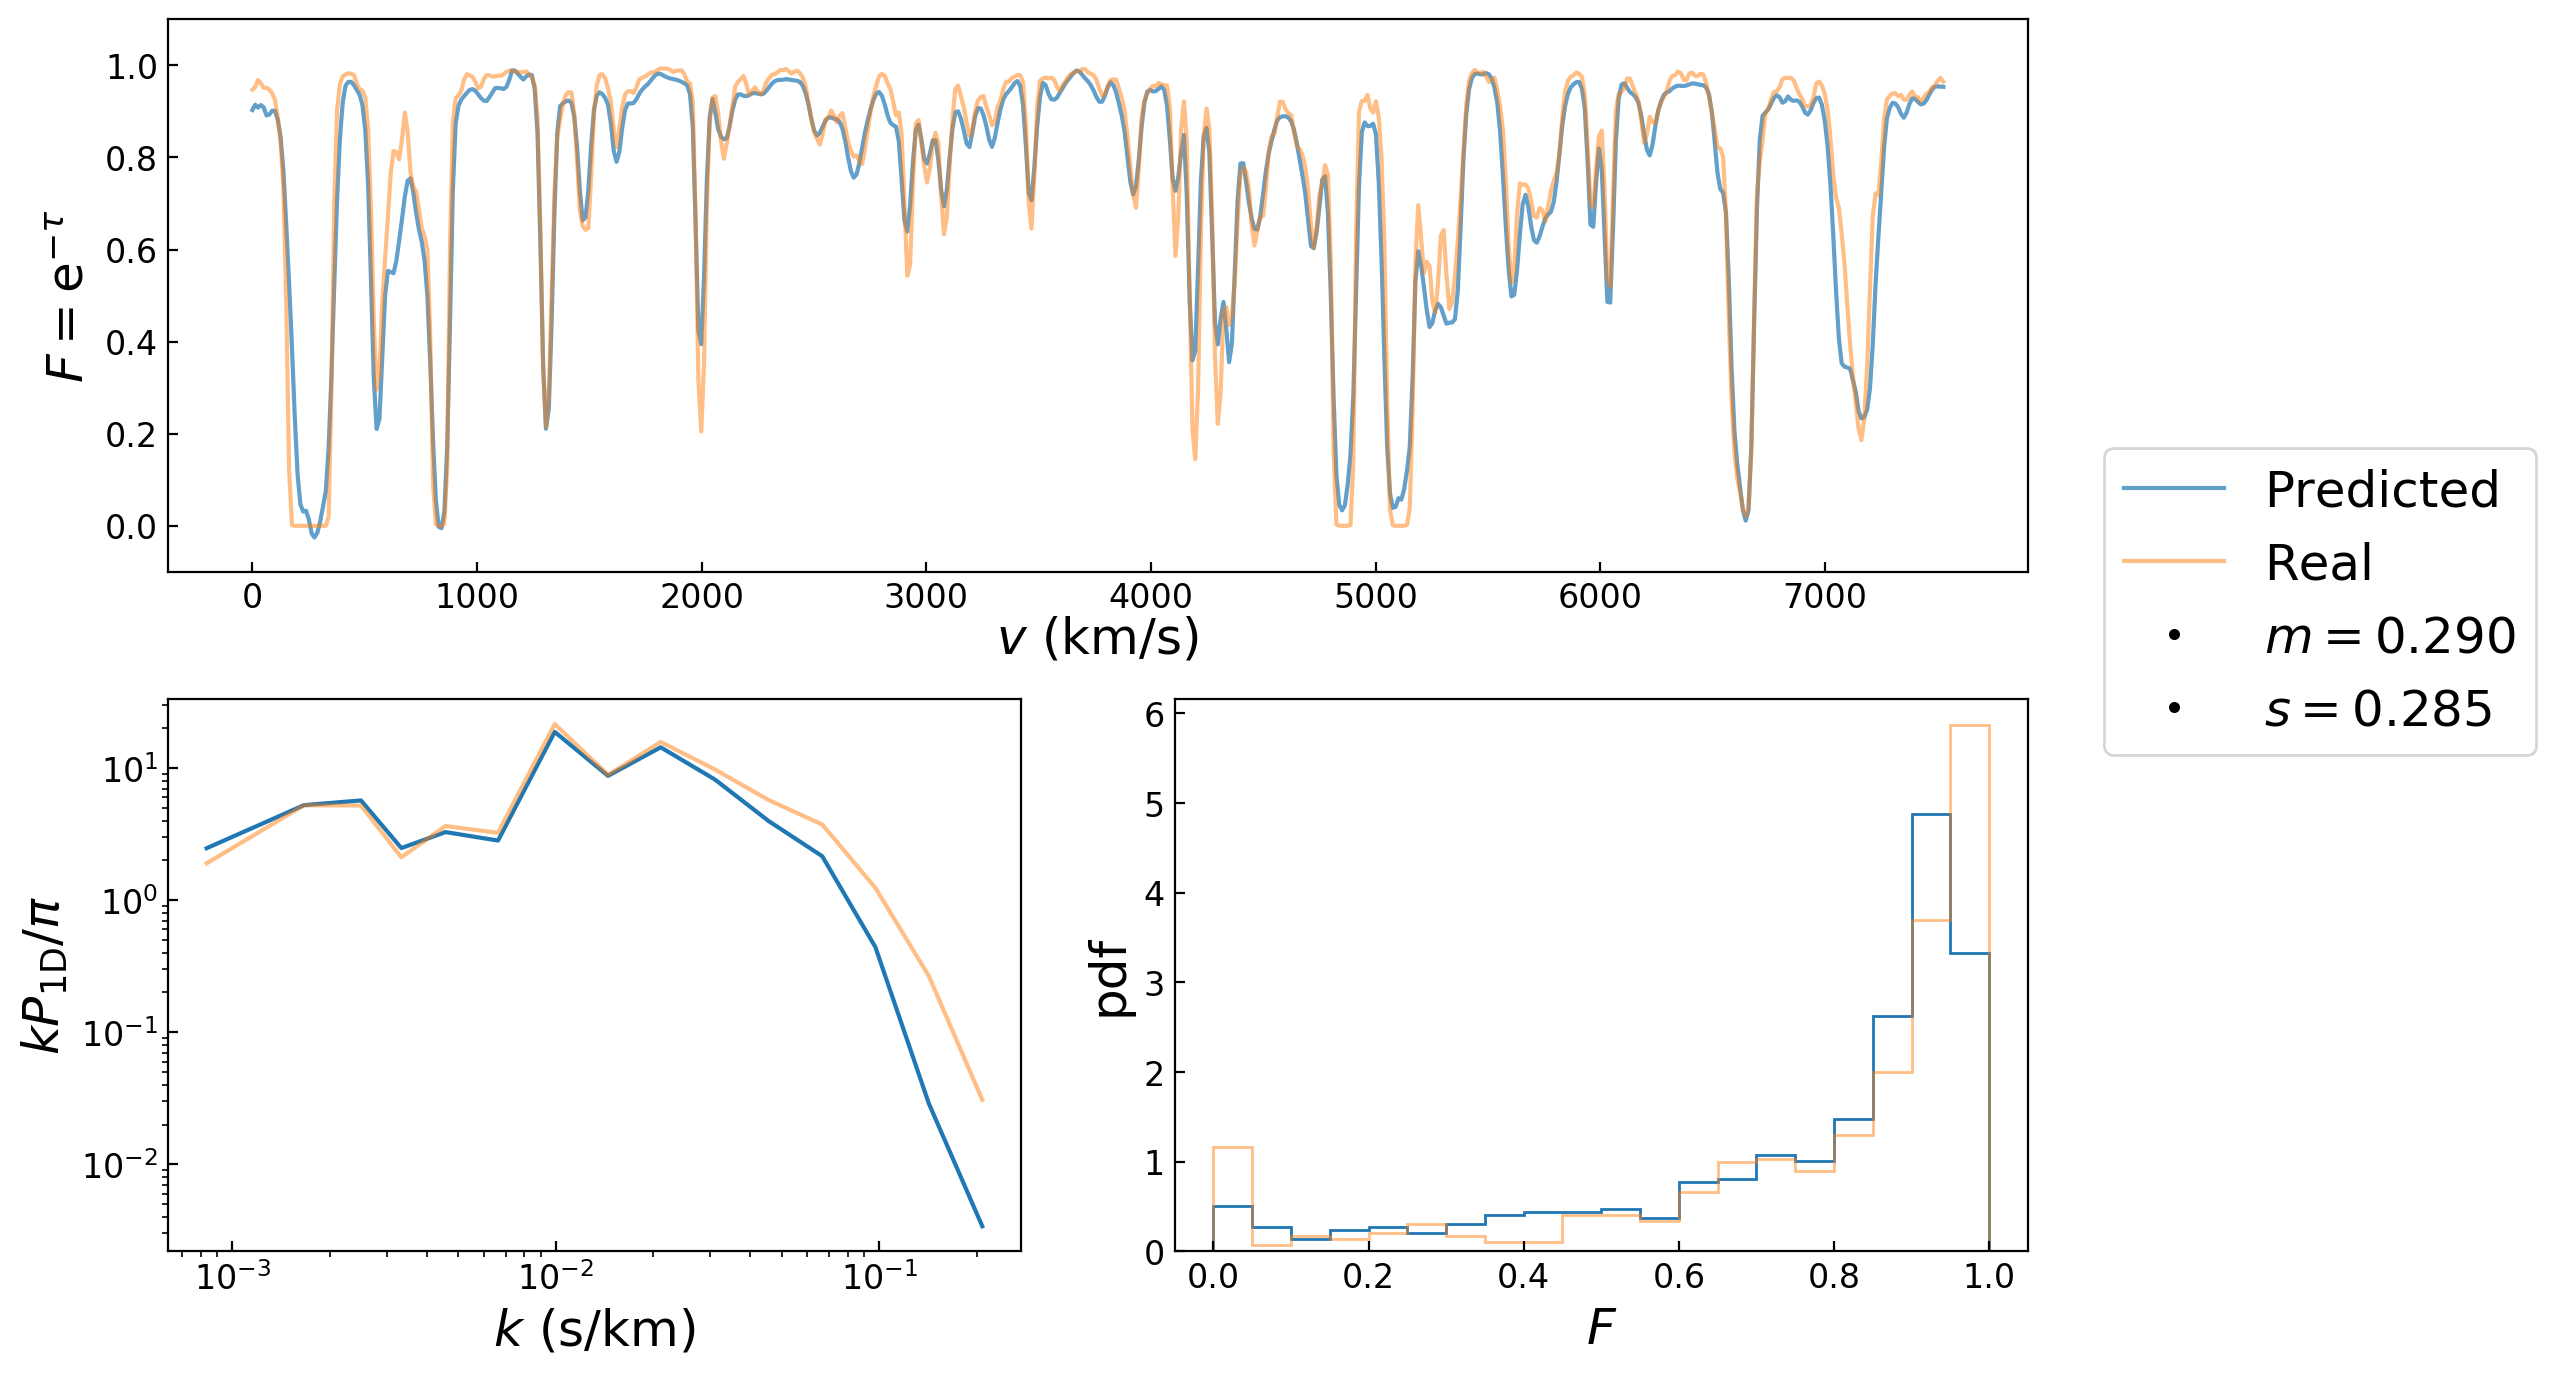 F = e^{−τ}
1.0
0.8
0.6
0.4
0.2
0.0
0 1000 2000 3000 4000 5000 6000 7000
v (km/s)
Predicted
Real
m = 0.290
s = 0.285
kP_{1D}/π
10^1
10^0
10^{−1}
10^{−2}
10^{−3} 10^{−2} 10^{−1}
k (s/km)
pdf
6
5
4
3
2
1
0
0.0 0.2 0.4 0.6 0.8 1.0
F